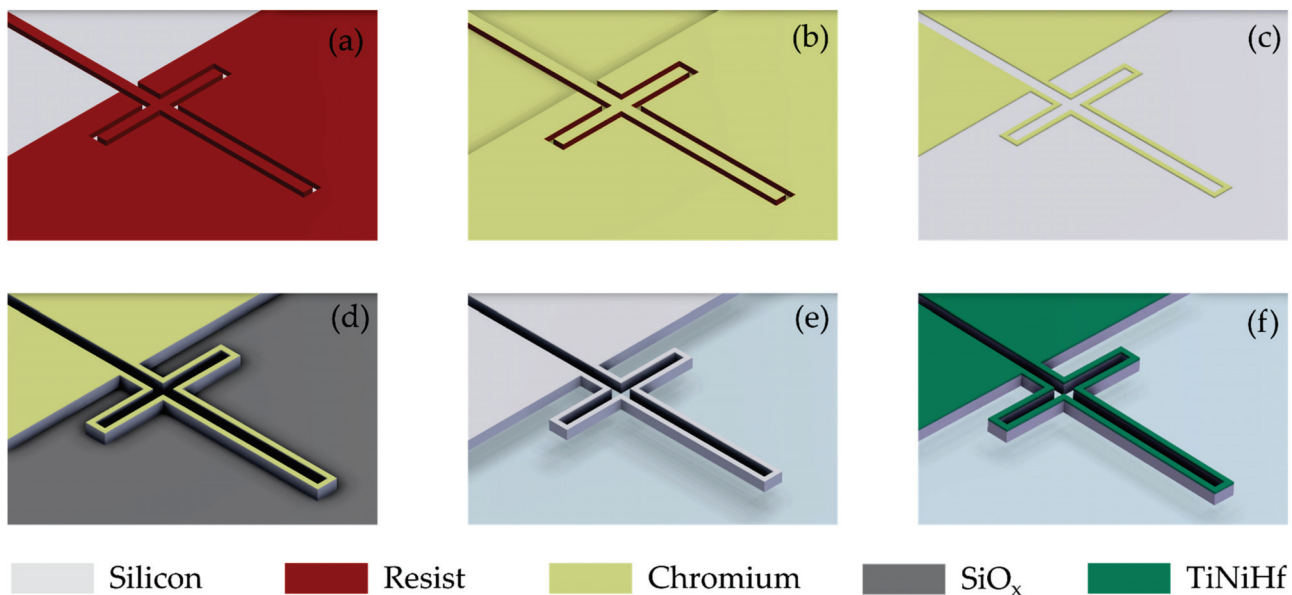 (a)
(b)
(c)
(d)
(e)
(f)
Silicon Resist Chromium SiOₓ TiNiHf